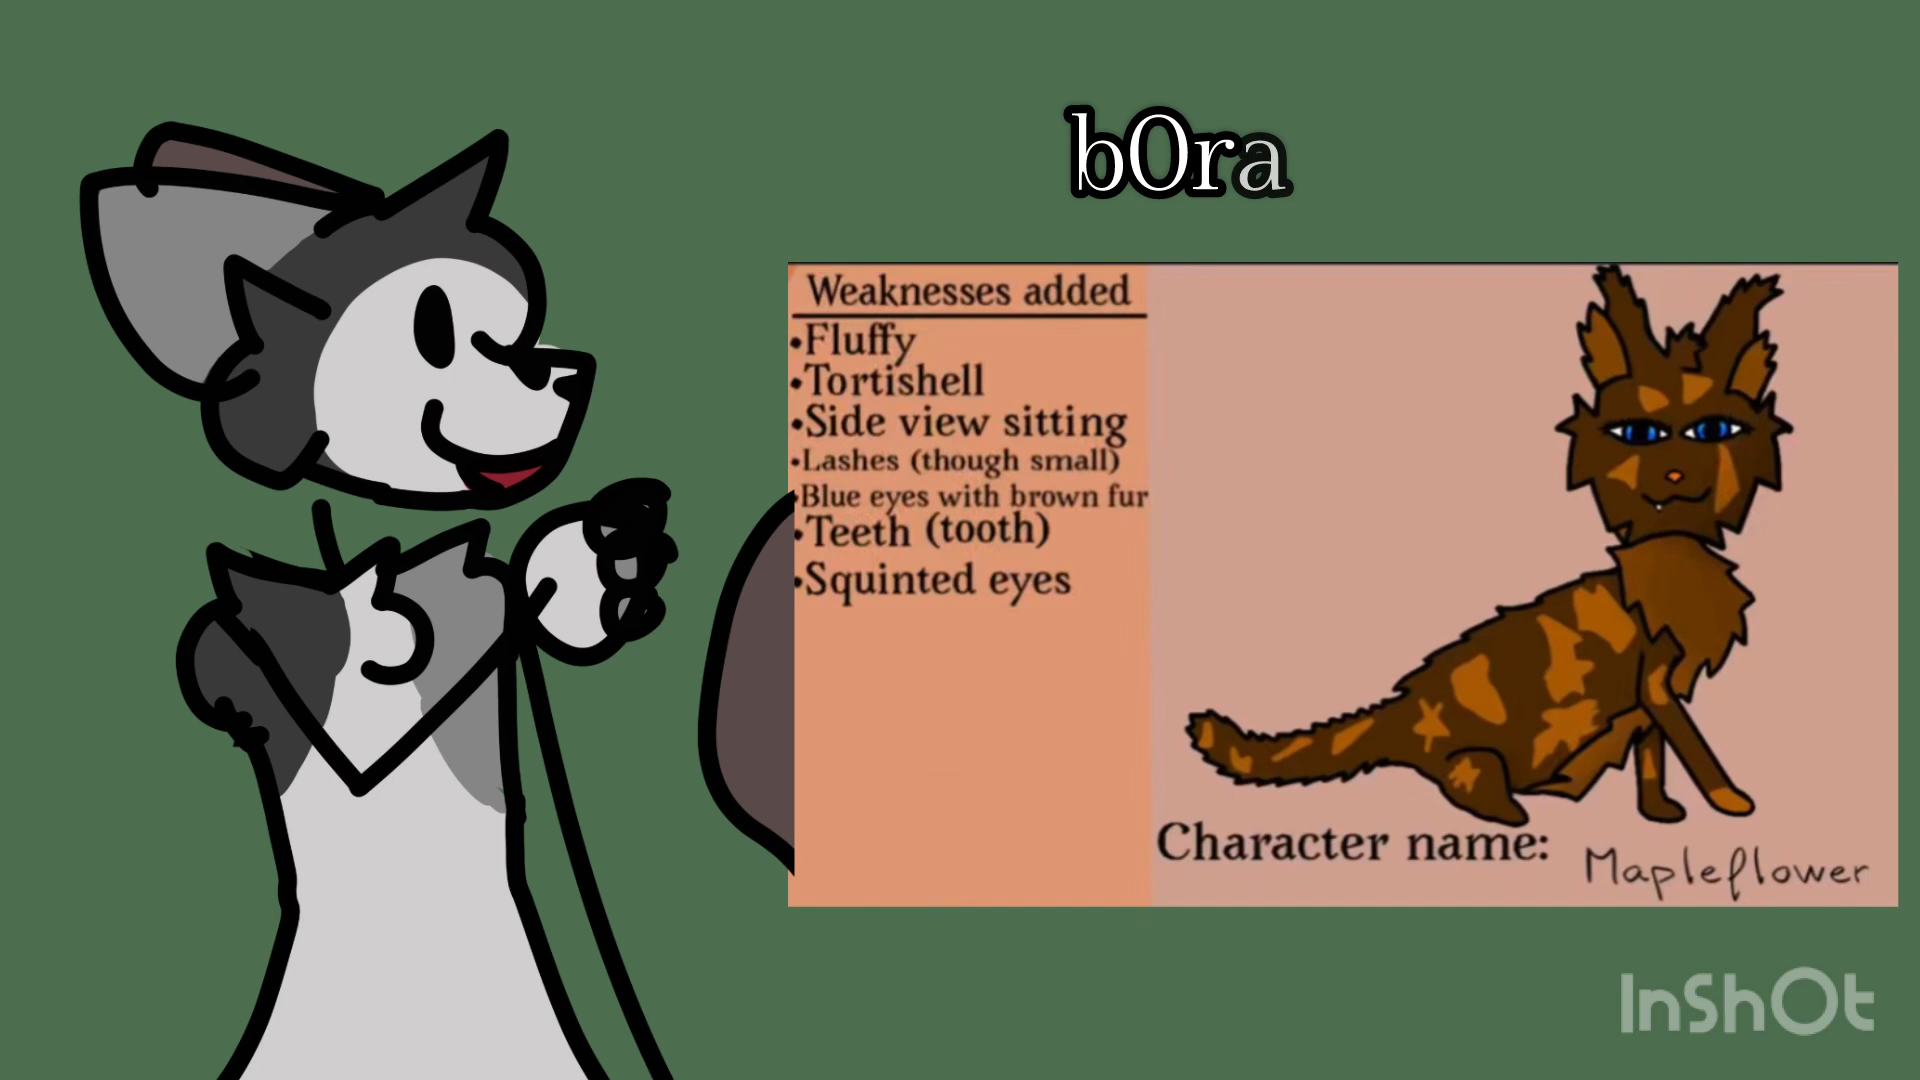 b0ra
Weaknesses added
•Fluffy
•Tortishell
•Side view sitting
•Lashes (though small)
•Blue eyes with brown fur
•Teeth (tooth)
•Squinted eyes
Character name: Mapleflower
InShOt